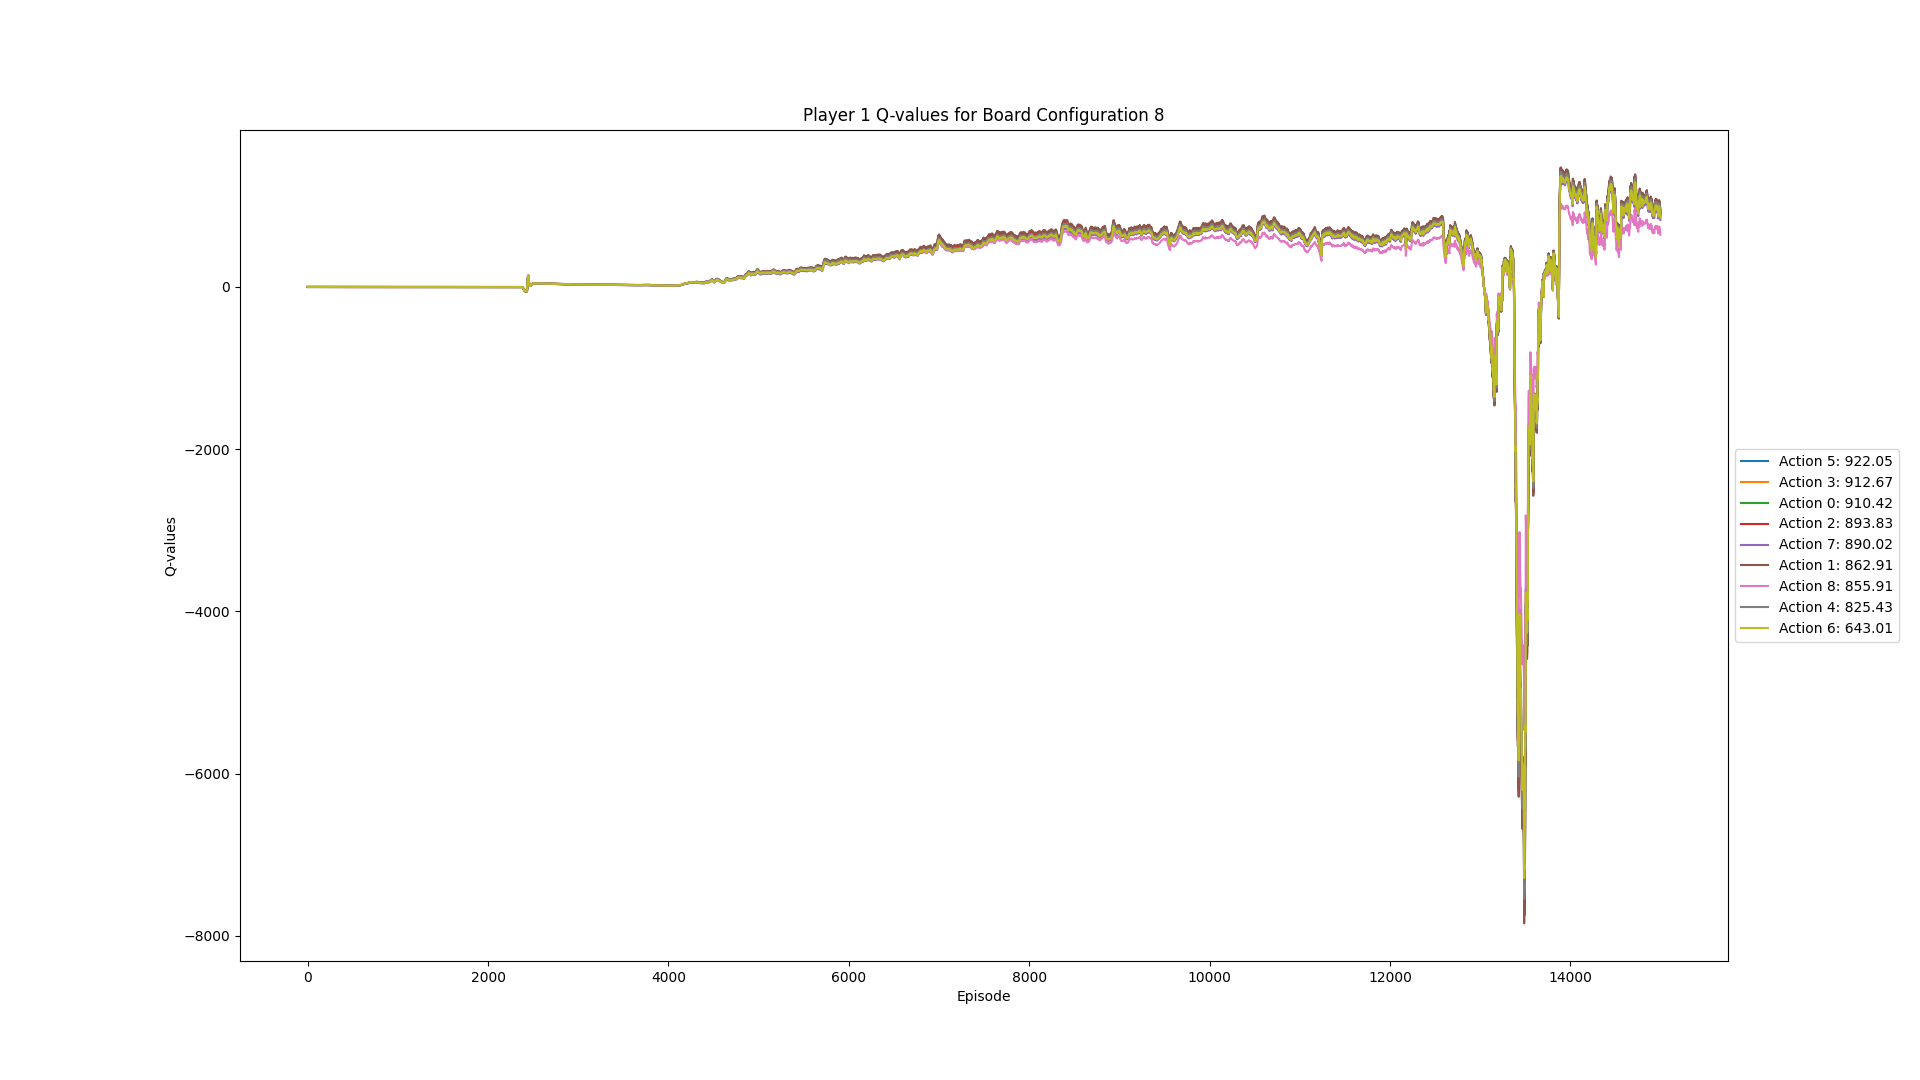 Player 1 Q-values for Board Configuration 8
0
−2000
−4000
−6000
−8000
Q-values
0
2000
4000
6000
8000
10000
12000
14000
Episode
Action 5: 922.05
Action 3: 912.67
Action 0: 910.42
Action 2: 893.83
Action 7: 890.02
Action 1: 862.91
Action 8: 855.91
Action 4: 825.43
Action 6: 643.01